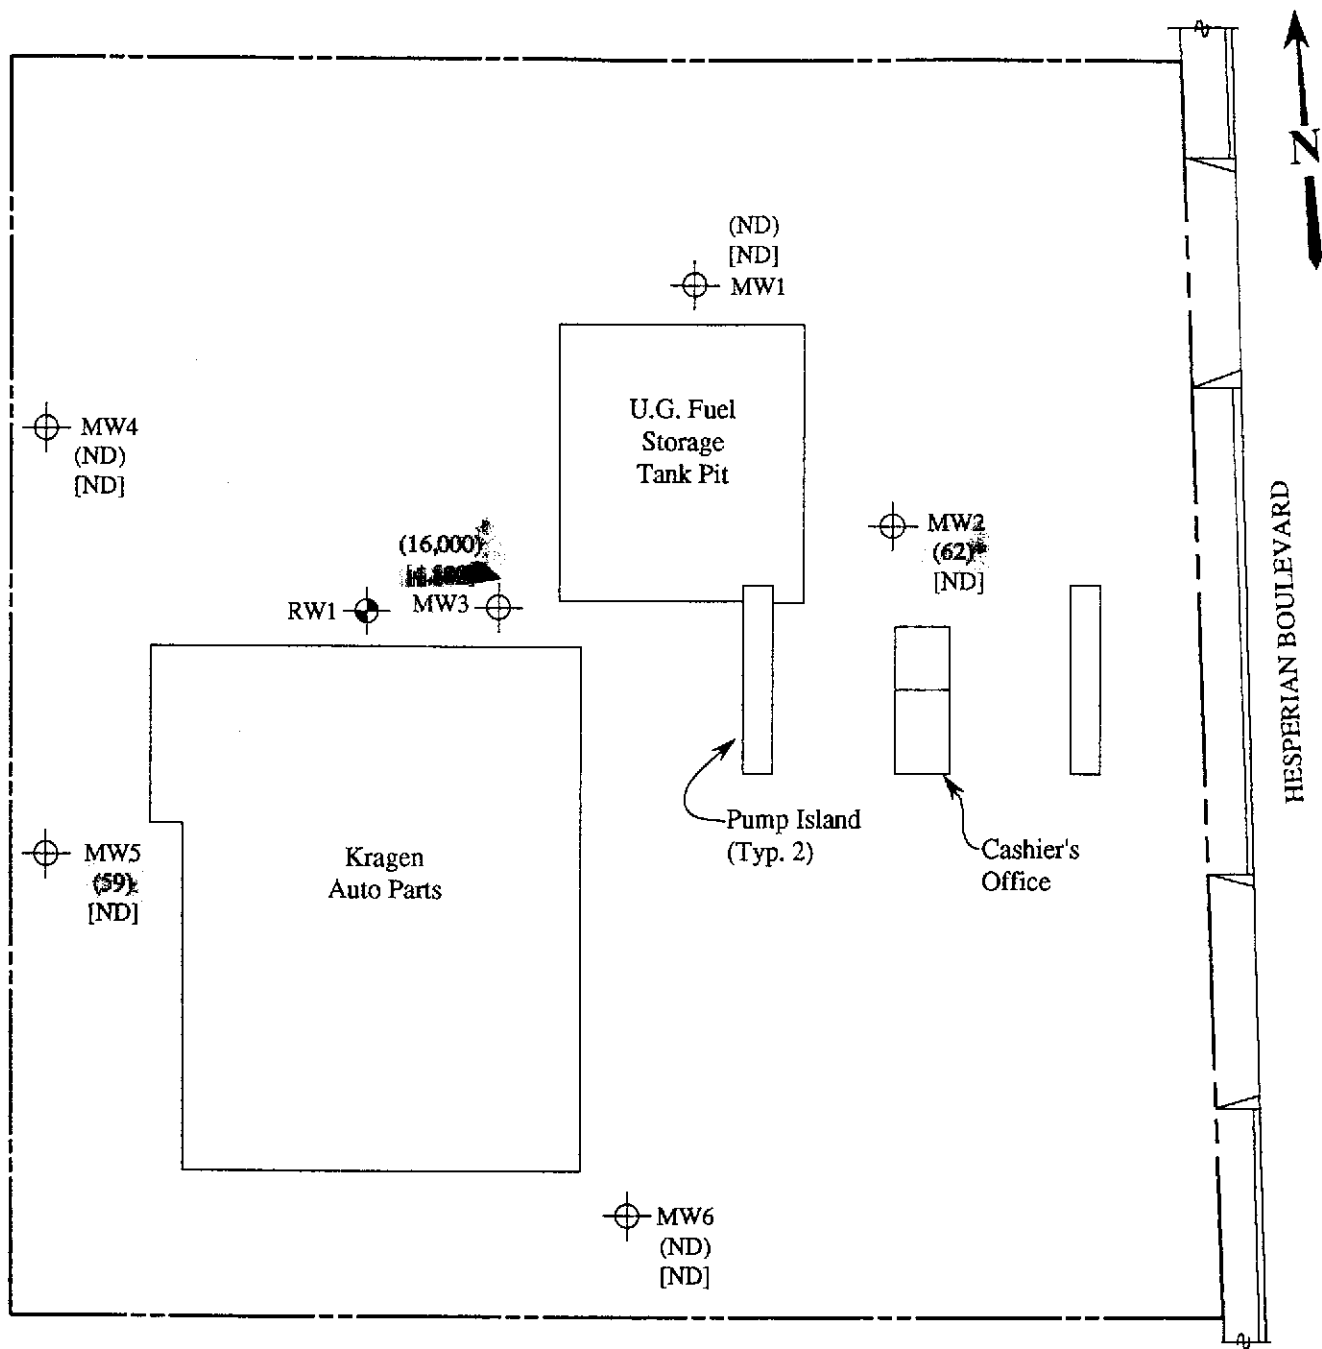 N
(ND)
[ND]
MW1
U.G. Fuel
Storage
Tank Pit
MW4
(ND)
[ND]
(16,000)
MW3
RW1
MW2
(62)*
[ND]
HESPERIAN BOULEVARD
Pump Island
(Typ. 2)
Cashier's
Office
MW5
(59)
[ND]
Kragen
Auto Parts
MW6
(ND)
[ND]